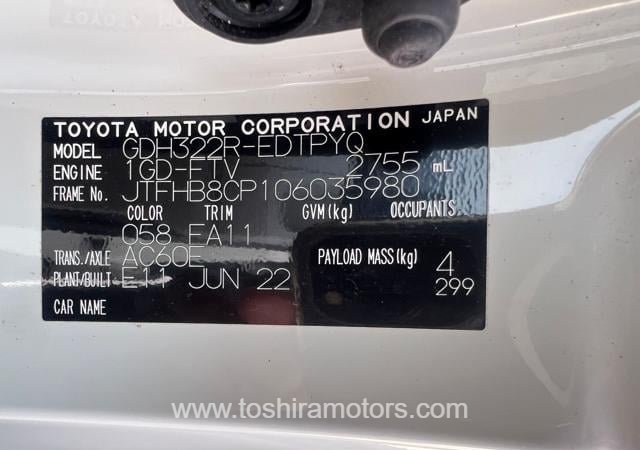 TOYOTA MOTOR CORPORATION JAPAN
MODEL GDH322R-EDTPYQ
ENGINE 1GD-FTV 2755 mL
FRAME No. JTFHB8CP106035980
COLOR TRIM GVM(kg) OCCUPANTS
058 EA11
TRANS./AXLE AC60E PAYLOAD MASS(kg) 4
PLANT/BUILT E11 JUN 22 299
CAR NAME
www.toshiramotors.com